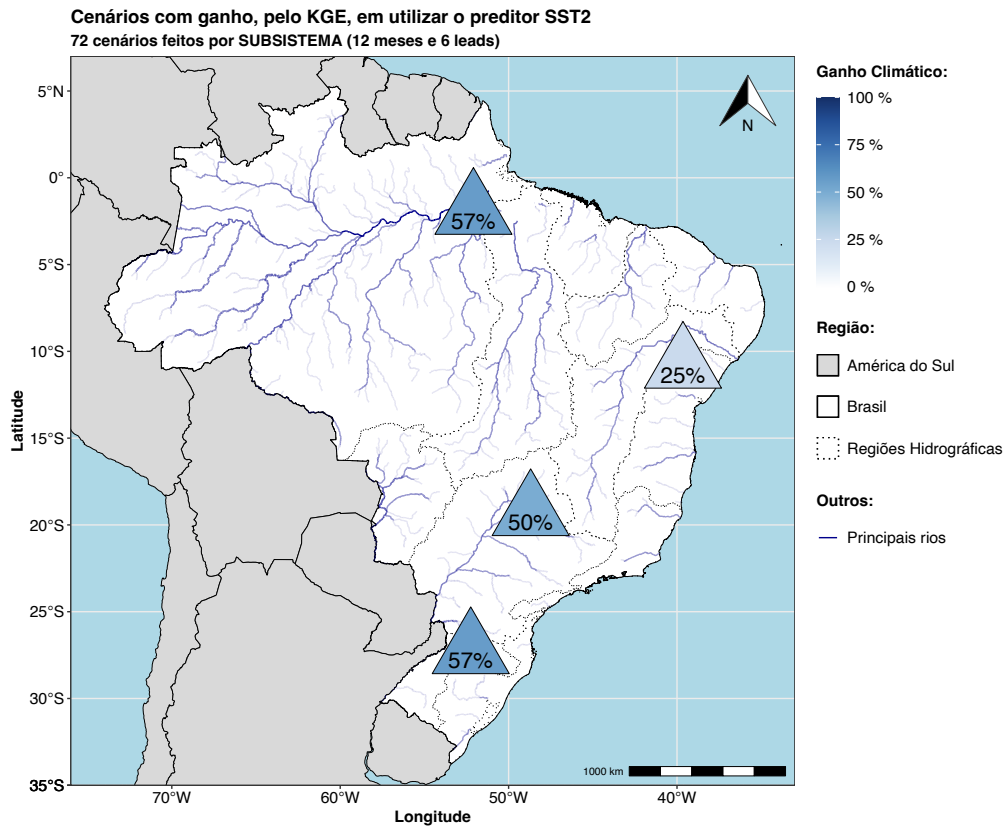 Cenários com ganho, pelo KGE, em utilizar o preditor SST2
72 cenários feitos por SUBSISTEMA (12 meses e 6 leads)
Ganho Climático:
100 %
75 %
50 %
25 %
0 %
Região:
América do Sul
Brasil
Regiões Hidrográficas
Outros:
Principais rios
N
57%
25%
50%
57%
1000 km
Latitude
5°N
0°
5°S
10°S
15°S
20°S
25°S
30°S
35°S
70°W
60°W
50°W
40°W
Longitude